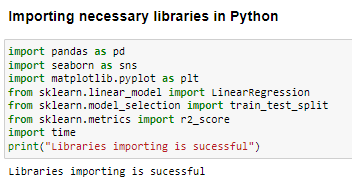 Importing necessary libraries in Python
import pandas as pd
import seaborn as sns
import matplotlib.pyplot as plt
from sklearn.linear_model import LinearRegression
from sklearn.model_selection import train_test_split
from sklearn.metrics import r2_score
import time
print("Libraries importing is sucessful")
Libraries importing is sucessful